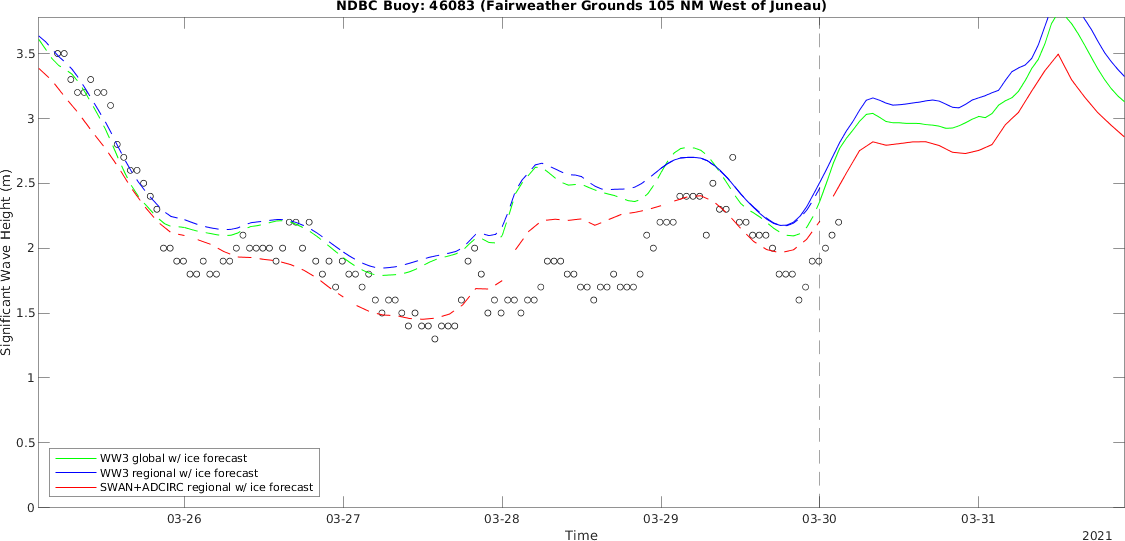 NDBC Buoy: 46083 (Fairweather Grounds 105 NM West of Juneau)
Significant Wave Height (m)
3.5
3
2.5
2
1.5
1
0.5
0
WW3 global w/ ice forecast
WW3 regional w/ ice forecast
SWAN+ADCIRC regional w/ ice forecast
03-26 03-27 03-28 03-29 03-30 03-31
Time
2021